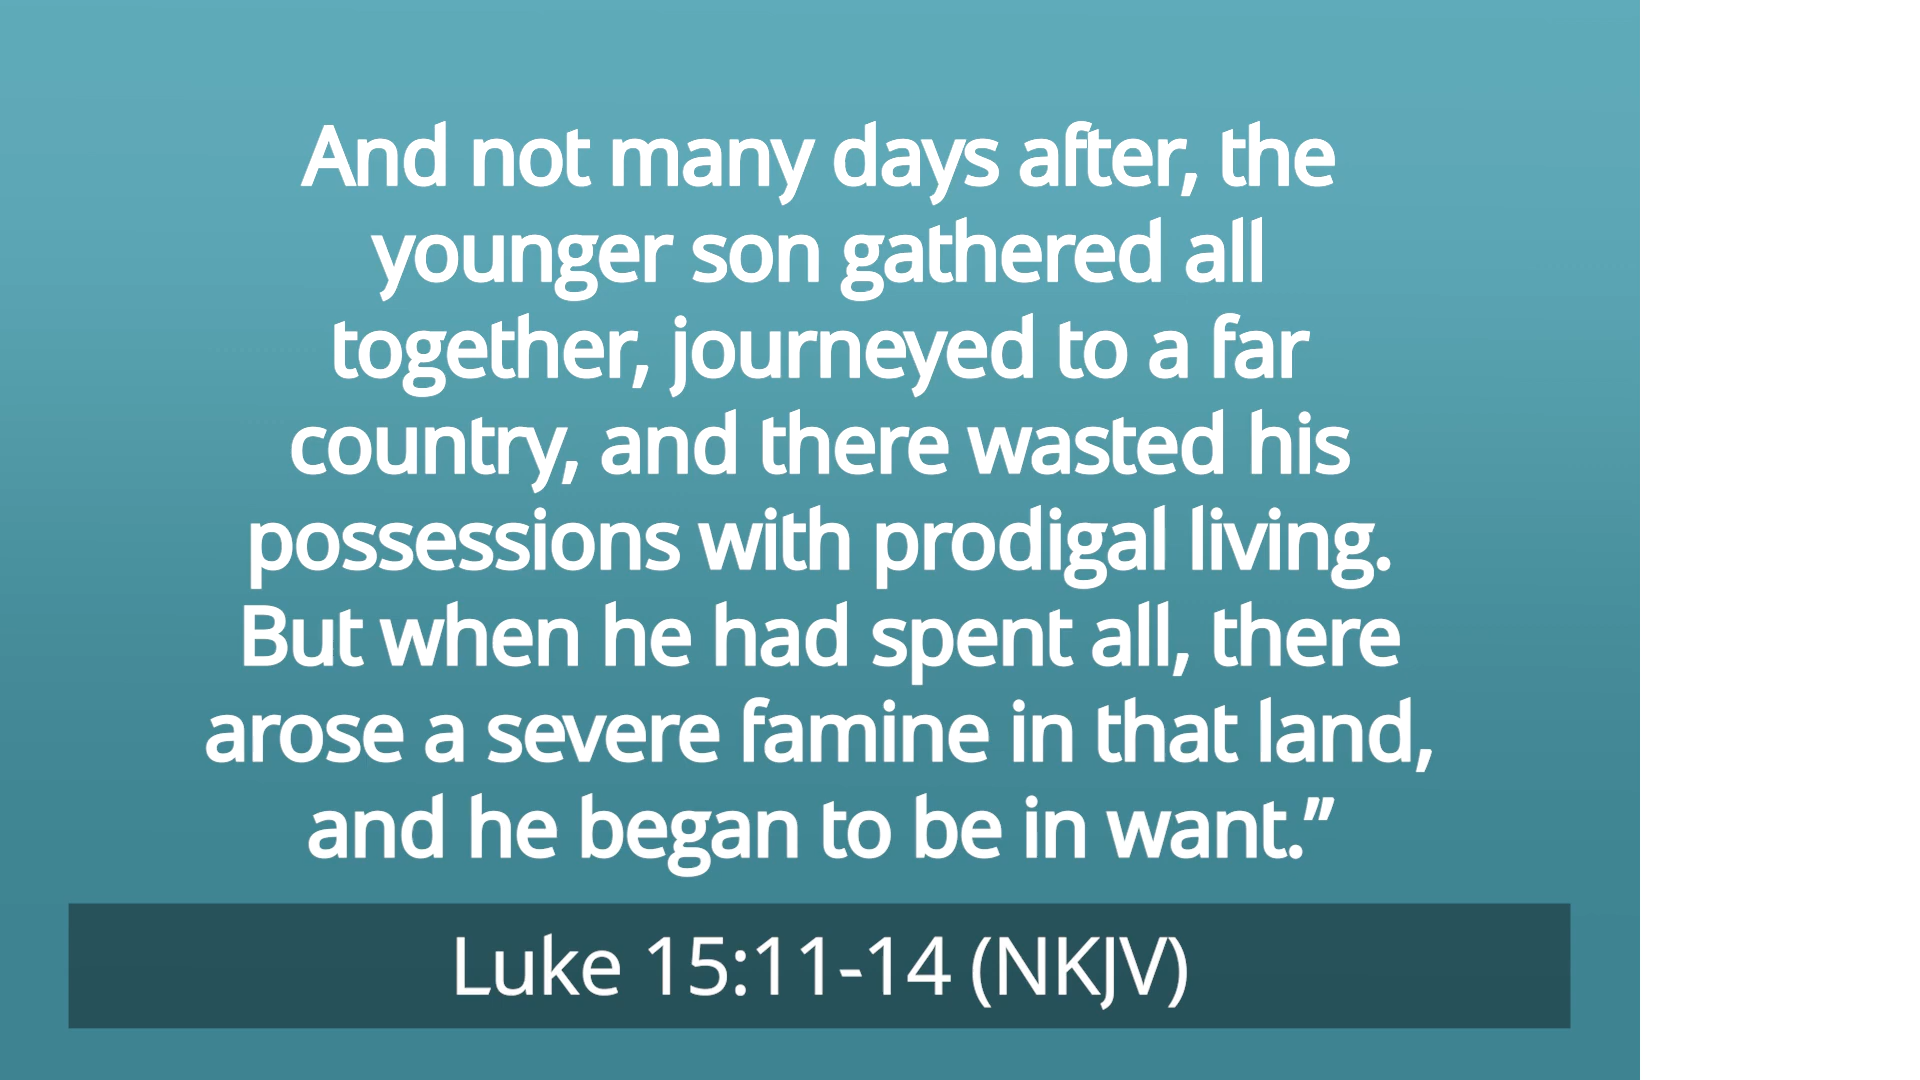 And not many days after, the
younger son gathered all
together, journeyed to a far
country, and there wasted his
possessions with prodigal living.
But when he had spent all, there
arose a severe famine in that land,
and he began to be in want.”
Luke 15:11-14 (NKJV)